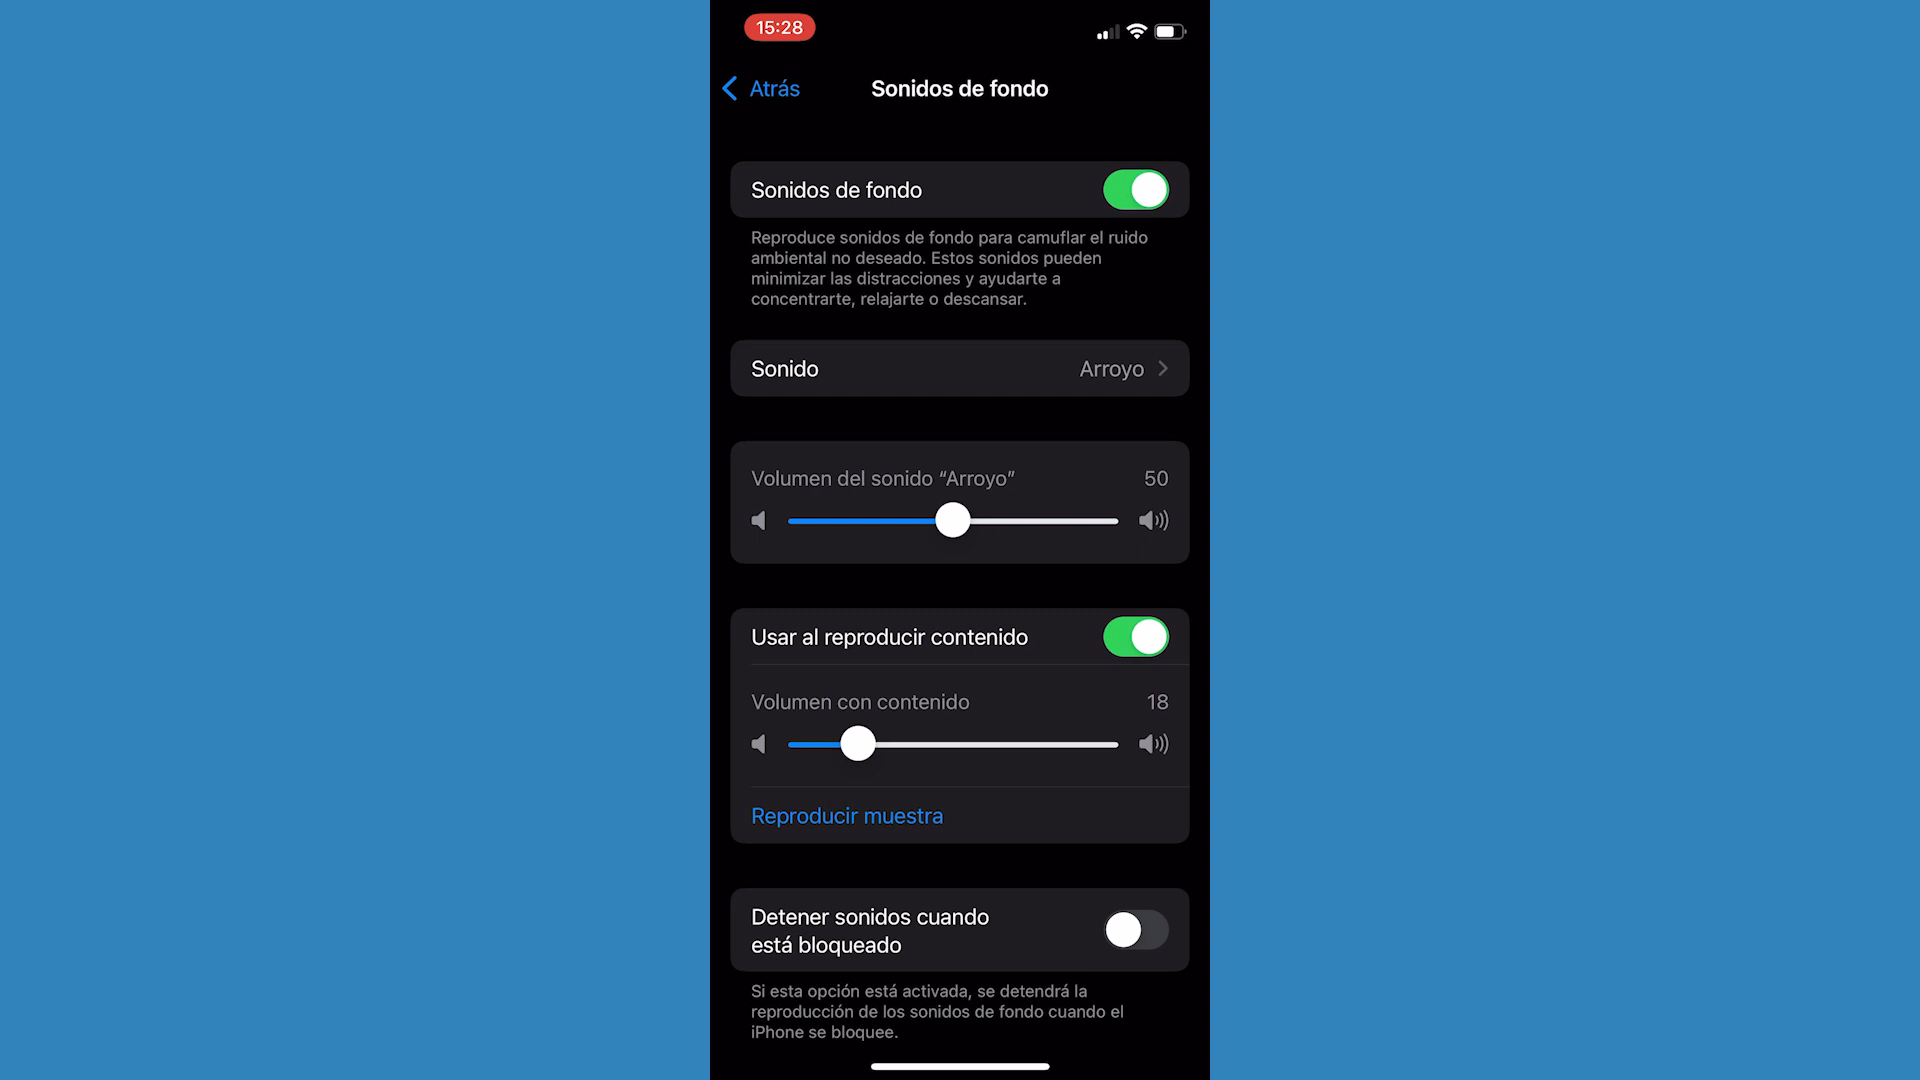 15:28
Atrás
Sonidos de fondo
Sonidos de fondo
Reproduce sonidos de fondo para camuflar el ruido
ambiental no deseado. Estos sonidos pueden
minimizar las distracciones y ayudarte a
concentrarte, relajarte o descansar.
Sonido Arroyo
Volumen del sonido “Arroyo” 50
Usar al reproducir contenido
Volumen con contenido 18
Reproducir muestra
Detener sonidos cuando
está bloqueado
Si esta opción está activada, se detendrá la
reproducción de los sonidos de fondo cuando el
iPhone se bloquee.